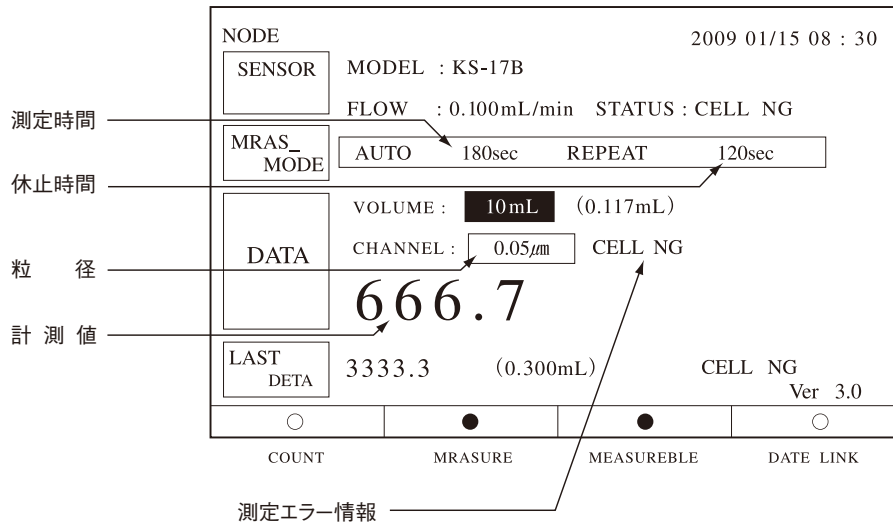 NODE
2009 01/15 08 : 30
SENSOR
MODEL : KS-17B
FLOW : 0.100mL/min STATUS : CELL NG
測定時間
MRAS_
MODE
AUTO 180sec REPEAT 120sec
休止時間
VOLUME : 10mL (0.117mL)
DATA
CHANNEL : 0.05μm CELL NG
粒 径
666.7
計 測 値
LAST
DETA
3333.3 (0.300mL) CELL NG
Ver 3.0
COUNT MRASURE MEASUREBLE DATE LINK
測定エラー情報